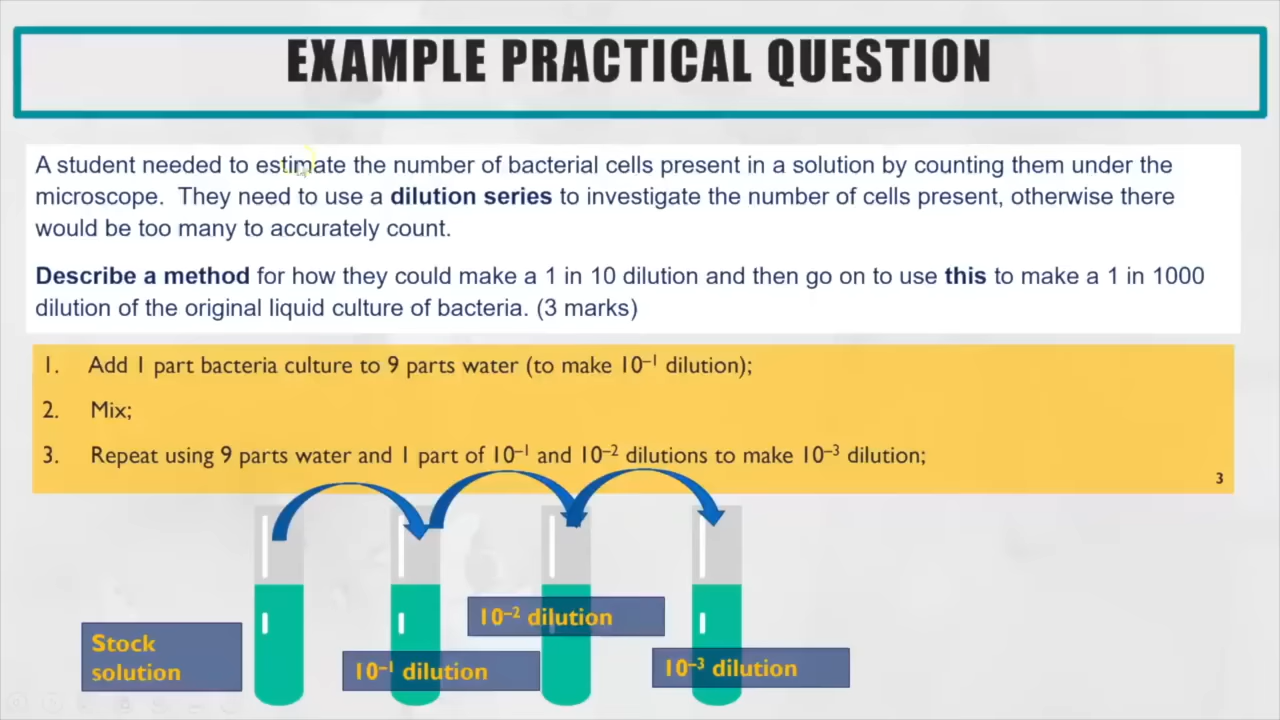 EXAMPLE PRACTICAL QUESTION
A student needed to estimate the number of bacterial cells present in a solution by counting them under the
microscope. They need to use a dilution series to investigate the number of cells present, otherwise there
would be too many to accurately count.
Describe a method for how they could make a 1 in 10 dilution and then go on to use this to make a 1 in 1000
dilution of the original liquid culture of bacteria. (3 marks)
1. Add 1 part bacteria culture to 9 parts water (to make 10⁻¹ dilution);
2. Mix;
3. Repeat using 9 parts water and 1 part of 10⁻¹ and 10⁻² dilutions to make 10⁻³ dilution;
3
10⁻² dilution
Stock
solution
10⁻¹ dilution
10⁻³ dilution